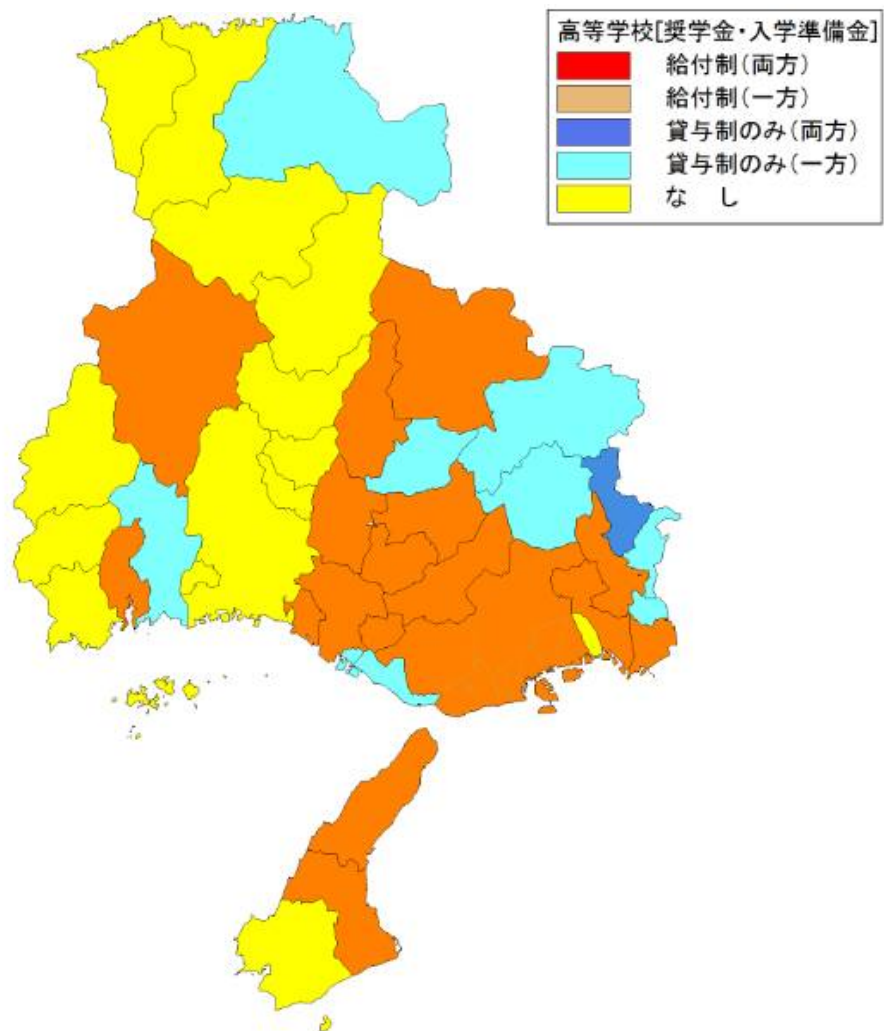 高等学校[奨学金・入学準備金]
給付制(両方)
給付制(一方)
貸与制のみ(両方)
貸与制のみ(一方)
な し